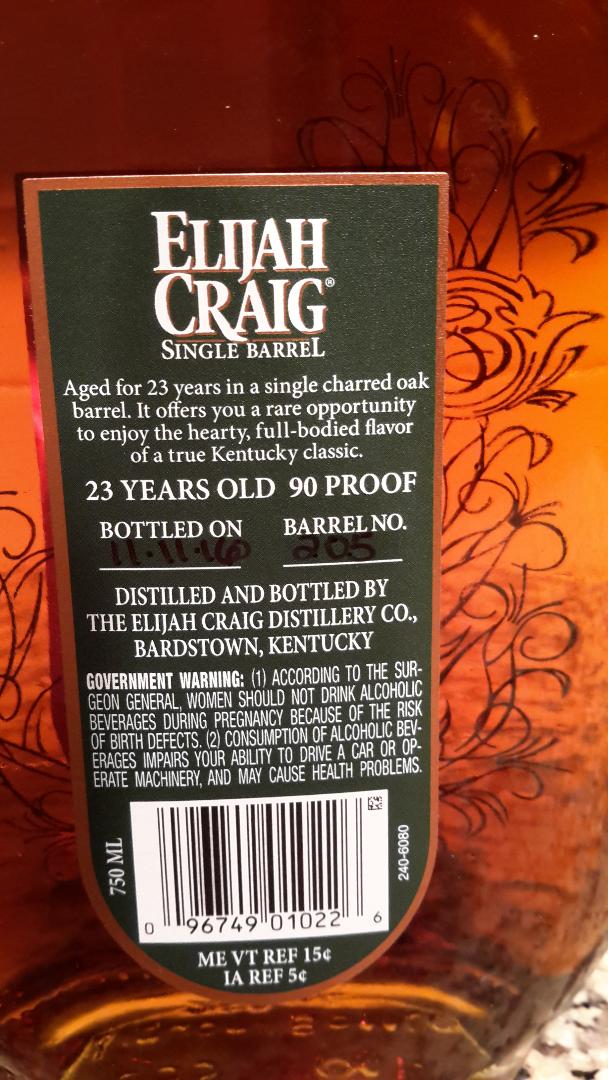 ELIJAH
CRAIG®
SINGLE BARREL
Aged for 23 years in a single charred oak
barrel. It offers you a rare opportunity
to enjoy the hearty, full-bodied flavor
of a true Kentucky classic.
23 YEARS OLD 90 PROOF
BOTTLED ON BARREL NO.
11.11.16 205
DISTILLED AND BOTTLED BY
THE ELIJAH CRAIG DISTILLERY CO.,
BARDSTOWN, KENTUCKY
GOVERNMENT WARNING: (1) ACCORDING TO THE SUR-
GEON GENERAL, WOMEN SHOULD NOT DRINK ALCOHOLIC
BEVERAGES DURING PREGNANCY BECAUSE OF THE RISK
OF BIRTH DEFECTS. (2) CONSUMPTION OF ALCOHOLIC BEV-
ERAGES IMPAIRS YOUR ABILITY TO DRIVE A CAR OR OP-
ERATE MACHINERY, AND MAY CAUSE HEALTH PROBLEMS.
750 ML
240-6080
0 96749 01022 6
ME VT REF 15¢
IA REF 5¢